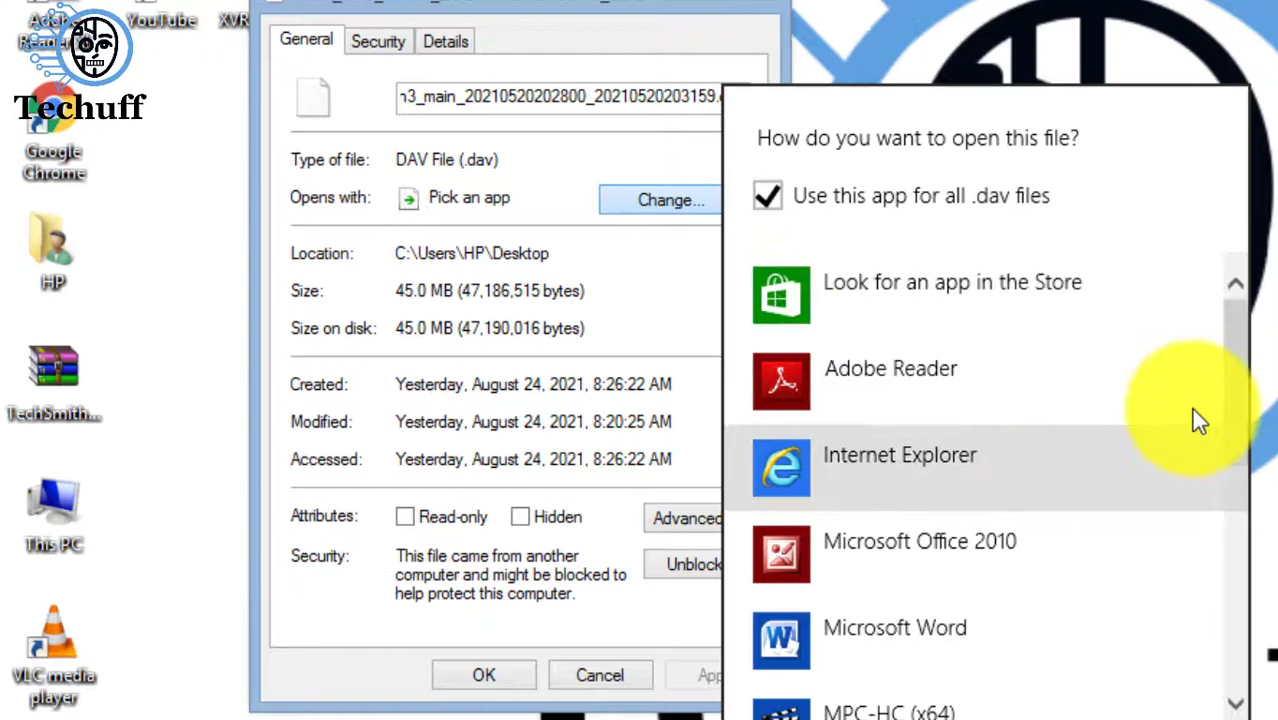 YouTube
XVR
Reader
Techuff
Google
Chrome
HP
TechSmith...
This PC
VLC media
player
General
Security
Details
n3_main_20210520202800_20210520203159.
Type of file: DAV File (.dav)
Opens with: Pick an app
Change...
Location: C:\Users\HP\Desktop
Size: 45.0 MB (47,186,515 bytes)
Size on disk: 45.0 MB (47,190,016 bytes)
Created: Yesterday, August 24, 2021, 8:26:22 AM
Modified: Yesterday, August 24, 2021, 8:20:25 AM
Accessed: Yesterday, August 24, 2021, 8:26:22 AM
Attributes: Read-only Hidden
Advanced
Security: This file came from another
computer and might be blocked to
help protect this computer.
Unblock
OK
Cancel
App
How do you want to open this file?
Use this app for all .dav files
Look for an app in the Store
Adobe Reader
Internet Explorer
Microsoft Office 2010
Microsoft Word
MPC-HC (x64)